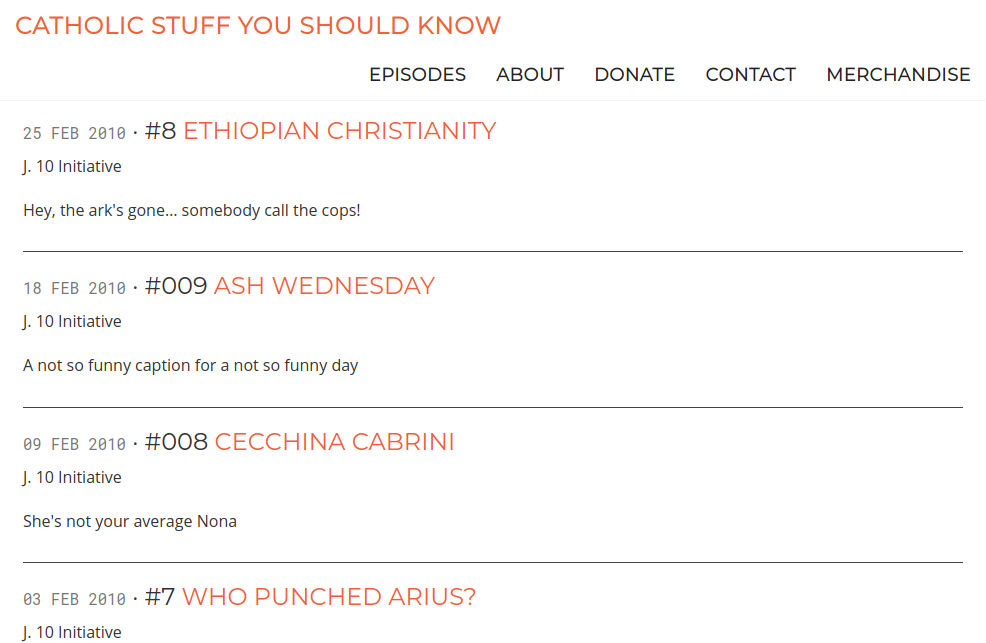 CATHOLIC STUFF YOU SHOULD KNOW
EPISODES ABOUT DONATE CONTACT MERCHANDISE
25 FEB 2010 · #8 ETHIOPIAN CHRISTIANITY
J. 10 Initiative
Hey, the ark's gone... somebody call the cops!
18 FEB 2010 · #009 ASH WEDNESDAY
J. 10 Initiative
A not so funny caption for a not so funny day
09 FEB 2010 · #008 CECCHINA CABRINI
J. 10 Initiative
She's not your average Nona
03 FEB 2010 · #7 WHO PUNCHED ARIUS?
J. 10 Initiative